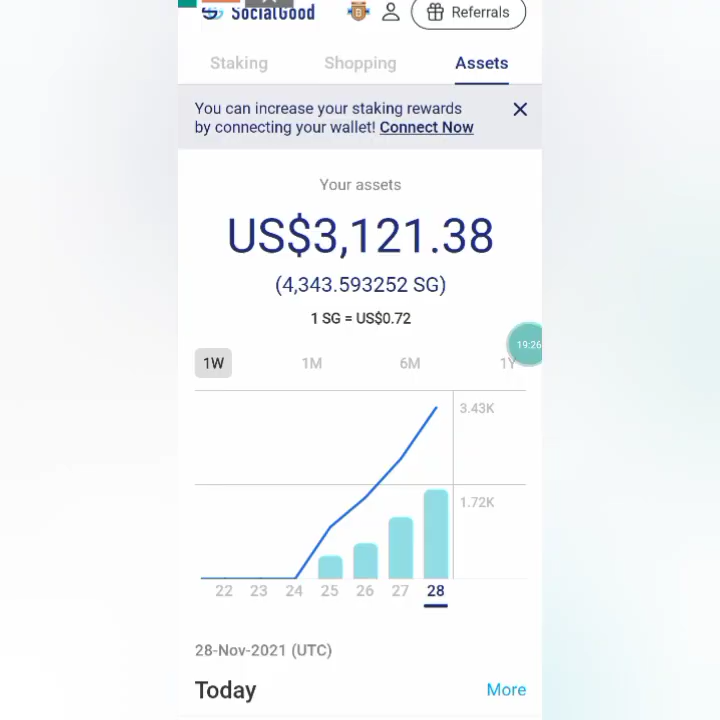 SocialGood
Referrals
Staking
Shopping
Assets
You can increase your staking rewards
by connecting your wallet! Connect Now
Your assets
US$3,121.38
(4,343.593252 SG)
1 SG = US$0.72
19:26
1W
1M
6M
1Y
3.43K
1.72K
22
23
24
25
26
27
28
28-Nov-2021 (UTC)
Today
More